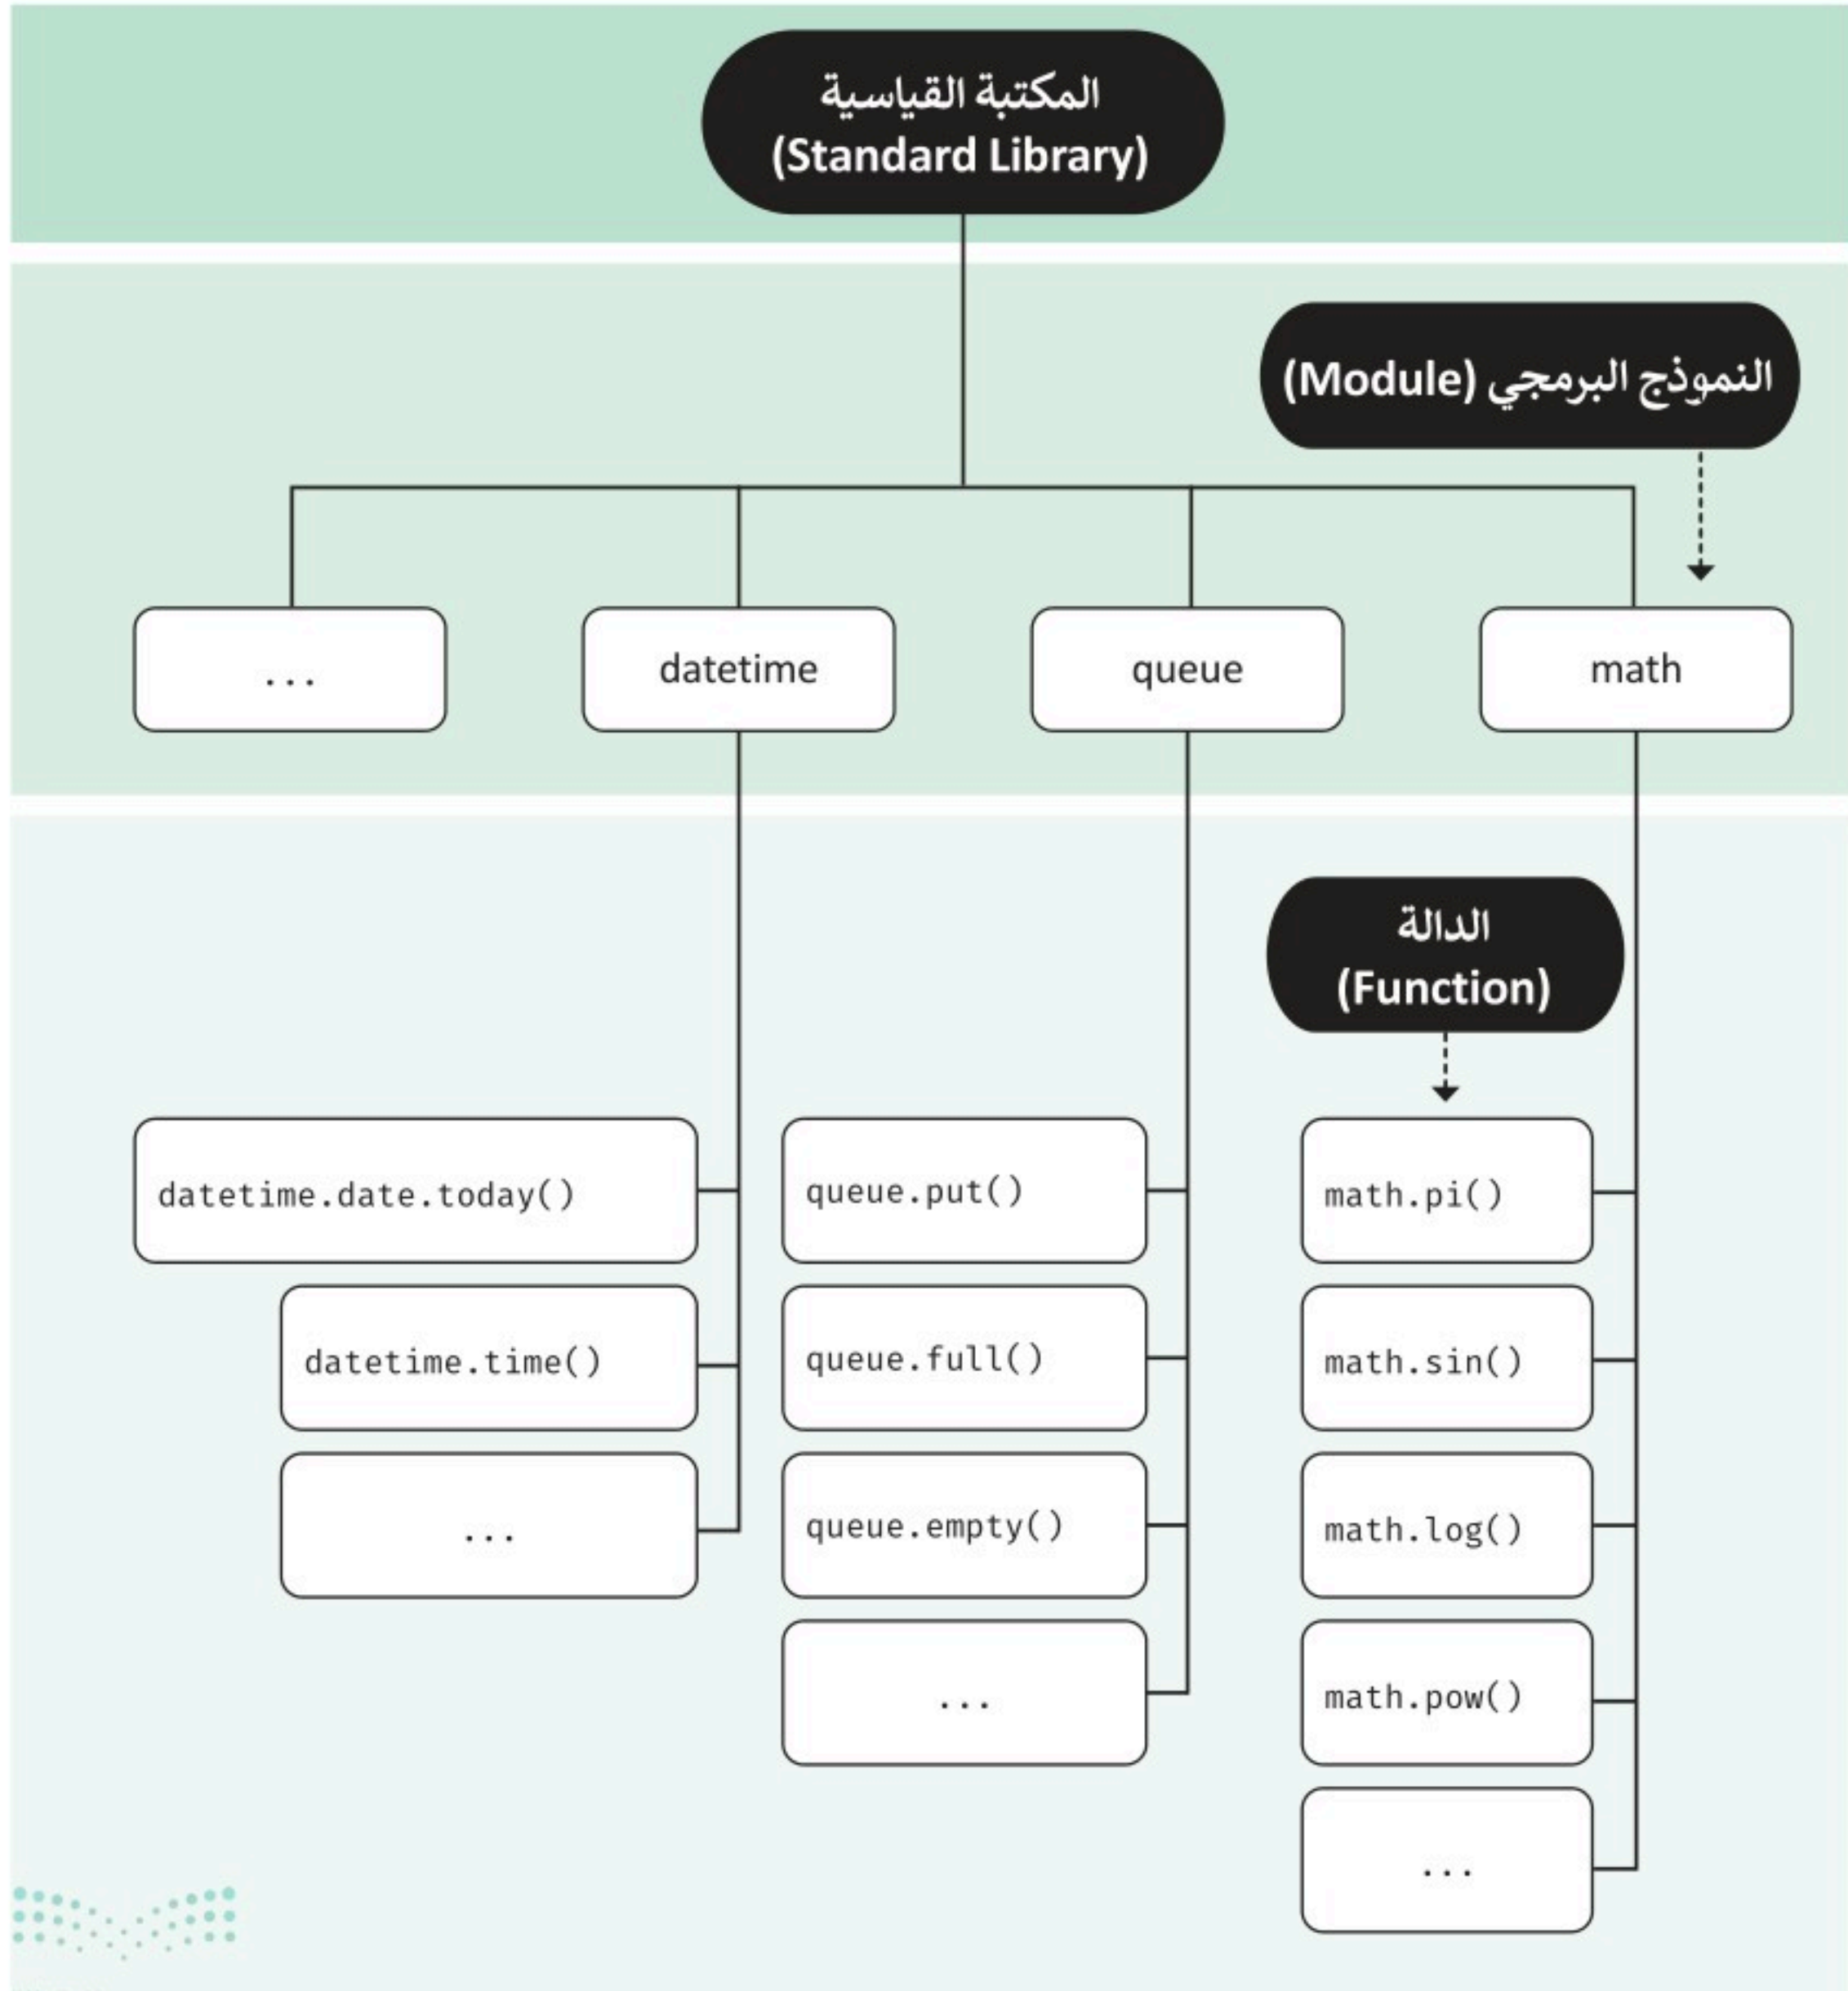 المكتبة القياسية
(Standard Library)
النموذج البرمجي (Module)
math
queue
datetime
...
الدالة
(Function)
math.pi()
math.sin()
math.log()
math.pow()
...
queue.put()
queue.full()
queue.empty()
...
datetime.date.today()
datetime.time()
...